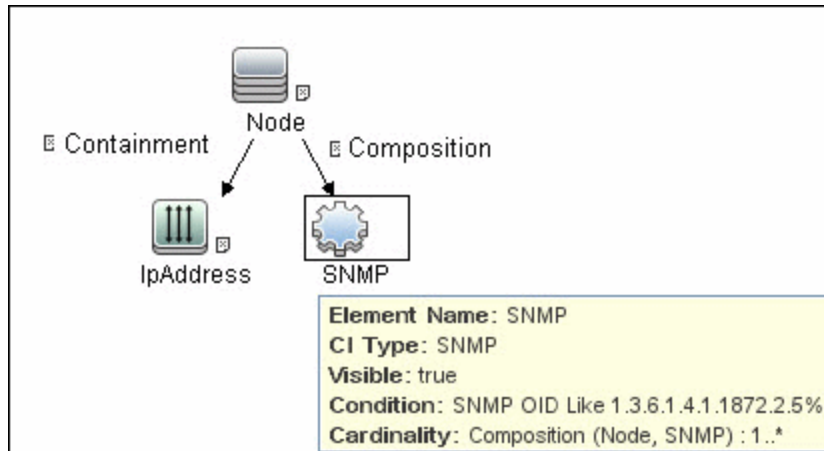 Node
Containment
Composition
IpAddress
SNMP
Element Name: SNMP
CI Type: SNMP
Visible: true
Condition: SNMP OID Like 1.3.6.1.4.1.1872.2.5%
Cardinality: Composition (Node, SNMP) : 1..*